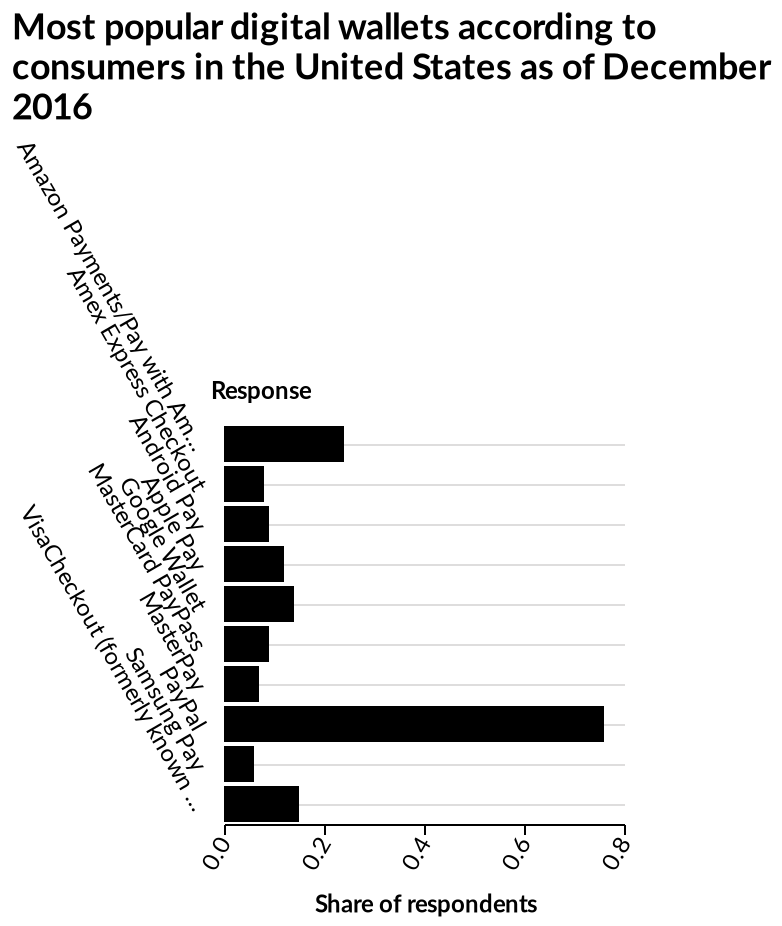 Most popular digital wallets according to
consumers in the United States as of December
2016
Response
Amazon Payments/Pay with Am...
Amex Express Checkout
Android Pay
Apple Pay
Google Wallet
MasterCard PayPass
MasterPay
PayPal
Samsung Pay
VisaCheckout (formerly known ...
0.0
0.2
0.4
0.6
0.8
Share of respondents